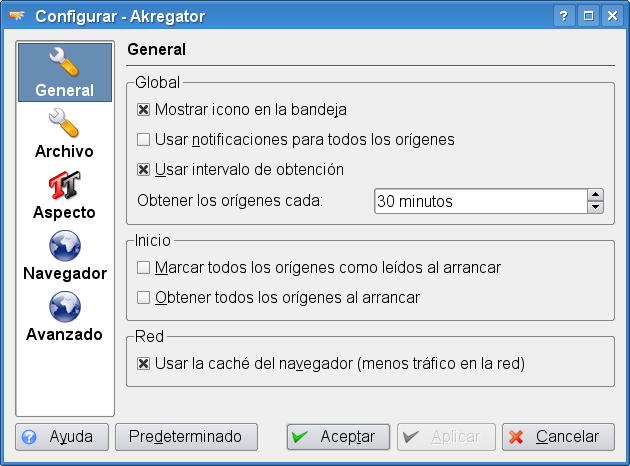 Configurar - Akregator
General
Archivo
Aspecto
Navegador
Avanzado
General
Global
Mostrar icono en la bandeja
Usar notificaciones para todos los orígenes
Usar intervalo de obtención
Obtener los orígenes cada: 30 minutos
Inicio
Marcar todos los orígenes como leídos al arrancar
Obtener todos los orígenes al arrancar
Red
Usar la caché del navegador (menos tráfico en la red)
Ayuda Predeterminado Aceptar Aplicar Cancelar